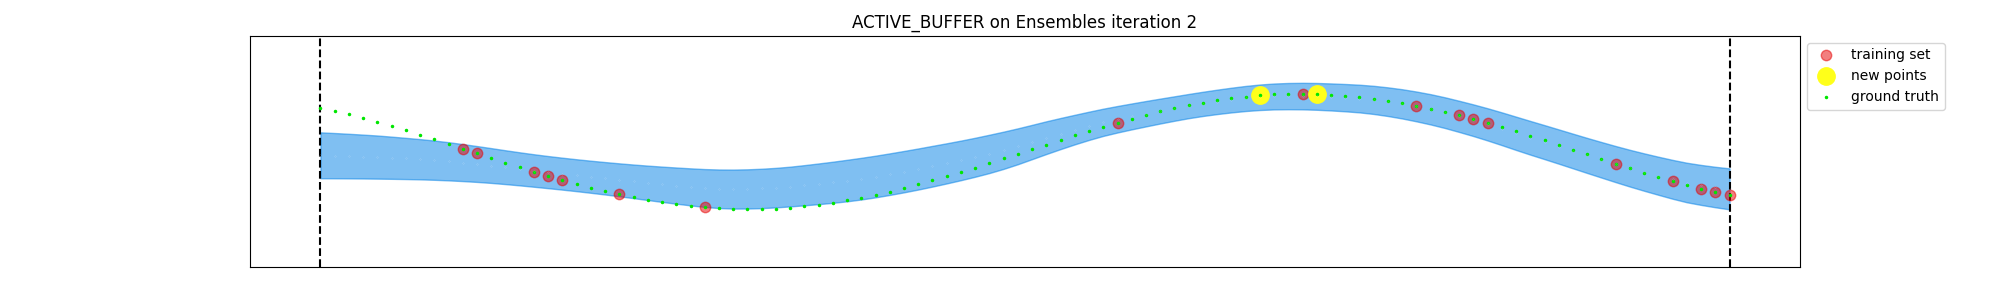 ACTIVE_BUFFER on Ensembles iteration 2
training set
new points
ground truth